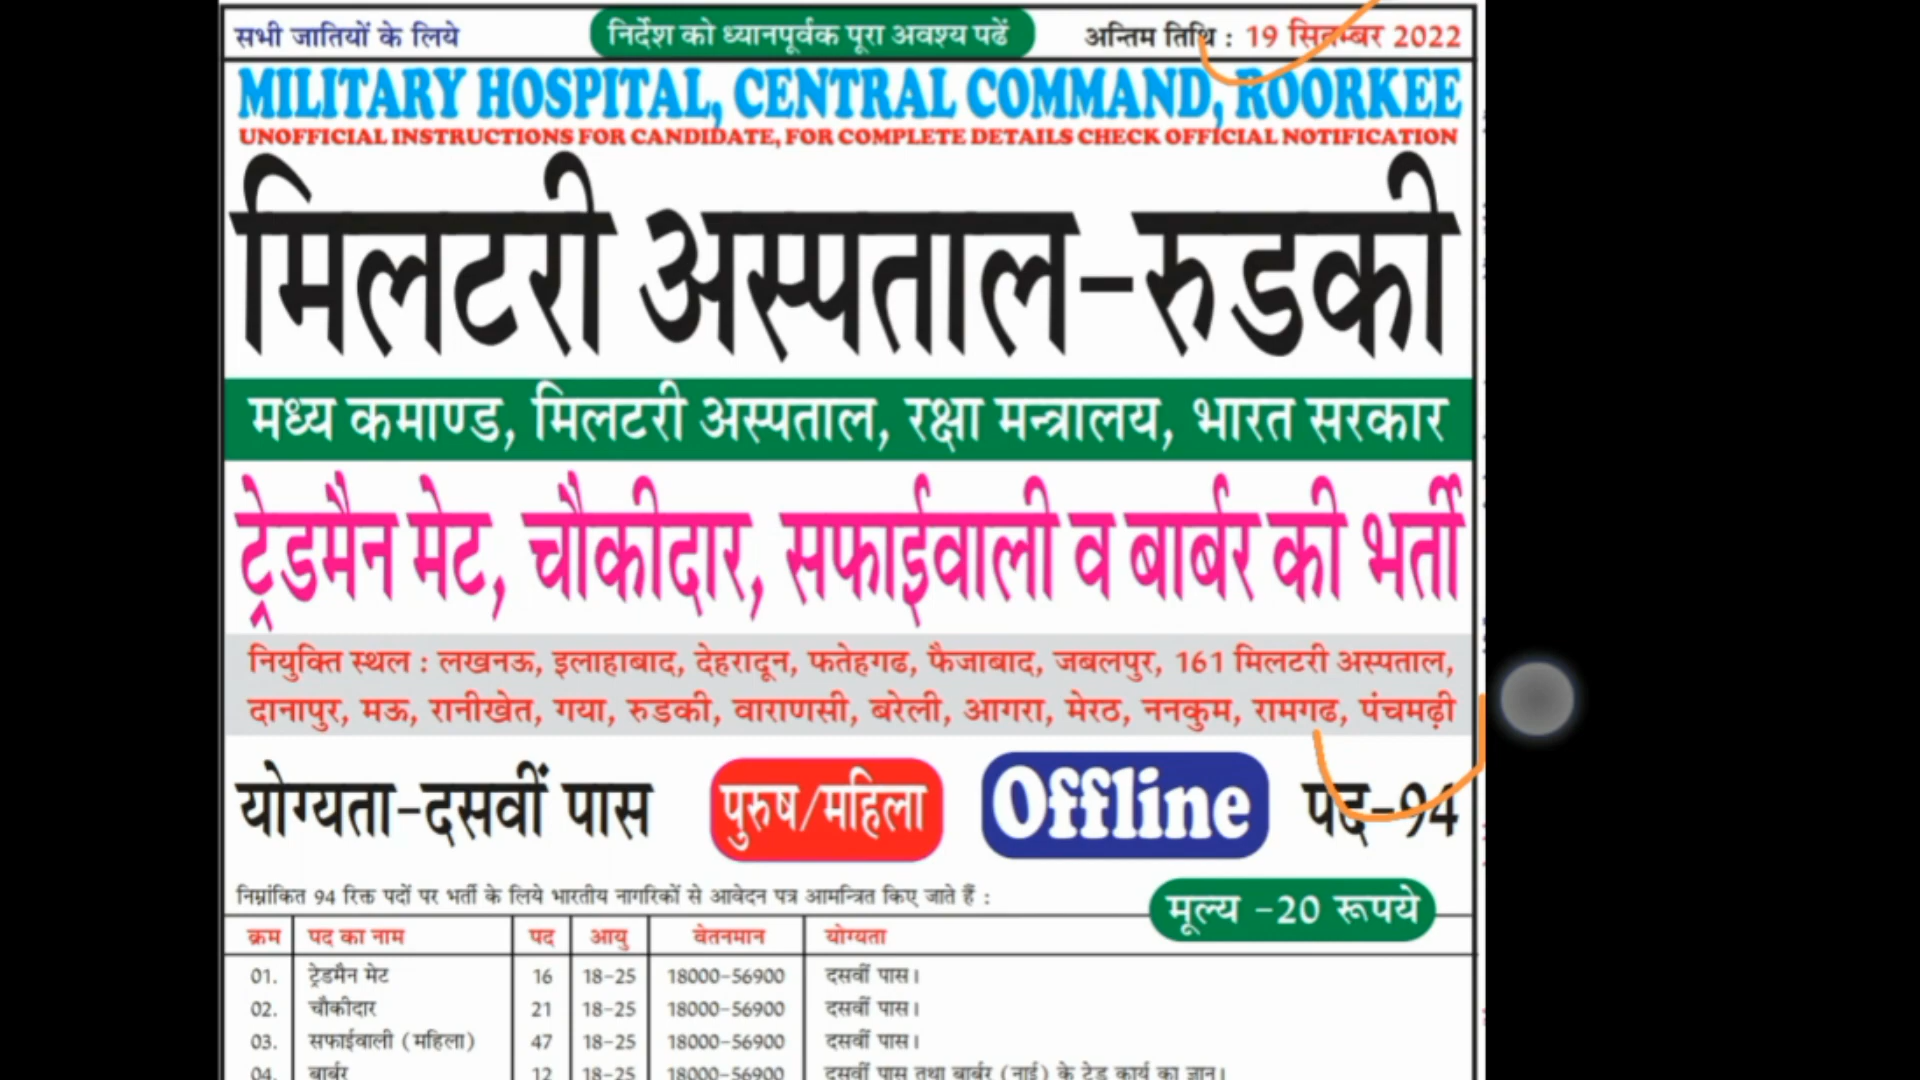 सभी जातियों के लिये
निर्देश को ध्यानपूर्वक पूरा अवश्य पढें
अन्तिम तिथि : 19 सितम्बर 2022
MILITARY HOSPITAL, CENTRAL COMMAND, ROORKEE
UNOFFICIAL INSTRUCTIONS FOR CANDIDATE, FOR COMPLETE DETAILS CHECK OFFICIAL NOTIFICATION
मिलटरी अस्पताल-रुडकी
मध्य कमाण्ड, मिलटरी अस्पताल, रक्षा मन्त्रालय, भारत सरकार
ट्रेडमैन मेट, चौकीदार, सफाईवाली व बार्बर की भर्ती
नियुक्ति स्थल : लखनऊ, इलाहाबाद, देहरादून, फतेहगढ, फैजाबाद, जबलपुर, 161 मिलटरी अस्पताल,
दानापुर, मऊ, रानीखेत, गया, रुडकी, वाराणसी, बरेली, आगरा, मेरठ, ननकुम, रामगढ, पंचमढ़ी
योग्यता-दसवीं पास पुरुष/महिला Offline पद-94
निम्नांकित 94 रिक्त पदों पर भर्ती के लिये भारतीय नागरिकों से आवेदन पत्र आमन्त्रित किए जाते हैं :
मूल्य -20 रूपये
क्रम पद का नाम पद आयु वेतनमान योग्यता
01. ट्रेडमैन मेट 16 18-25 18000-56900 दसवीं पास।
02. चौकीदार 21 18-25 18000-56900 दसवीं पास।
03. सफाईवाली (महिला) 47 18-25 18000-56900 दसवीं पास।
04. बार्बर 12 18-25 18000-56900 दसवीं पास तथा बार्बर (नाई) के ट्रेड कार्य का ज्ञान।